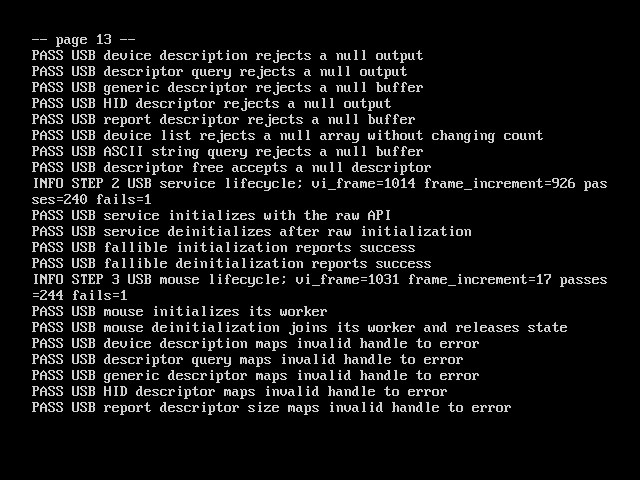 -- page 13 --
PASS USB device description rejects a null output
PASS USB descriptor query rejects a null output
PASS USB generic descriptor rejects a null buffer
PASS USB HID descriptor rejects a null output
PASS USB report descriptor rejects a null buffer
PASS USB device list rejects a null array without changing count
PASS USB ASCII string query rejects a null buffer
PASS USB descriptor free accepts a null descriptor
INFO STEP 2 USB service lifecycle; vi_frame=1014 frame_increment=926 pas
ses=240 fails=1
PASS USB service initializes with the raw API
PASS USB service deinitializes after raw initialization
PASS USB fallible initialization reports success
PASS USB fallible deinitialization reports success
INFO STEP 3 USB mouse lifecycle; vi_frame=1031 frame_increment=17 passes
=244 fails=1
PASS USB mouse initializes its worker
PASS USB mouse deinitialization joins its worker and releases state
PASS USB device description maps invalid handle to error
PASS USB descriptor query maps invalid handle to error
PASS USB generic descriptor maps invalid handle to error
PASS USB HID descriptor maps invalid handle to error
PASS USB report descriptor size maps invalid handle to error